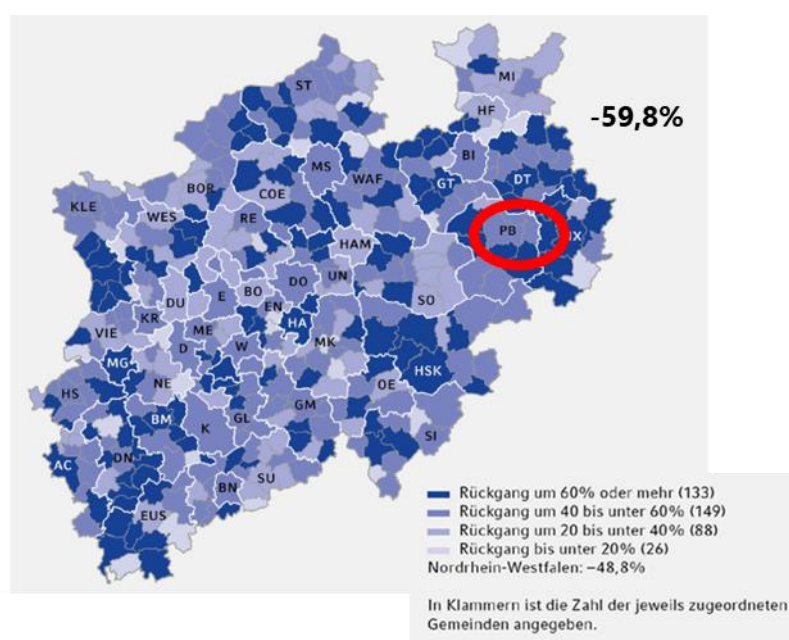 ST
MI
HF
-59,8%
MS
BI
WAF
GT
DT
BOR
COE
KLE
WES
RE
PB
HAM
UN
DO
BO
E
DU
EN
SO
HA
KR
ME
VIE
D
W
MK
MG
HSK
NE
OE
HS
GM
BM
GL
K
SI
DN
AC
SU
BN
EUS
Rückgang um 60% oder mehr (133)
Rückgang um 40 bis unter 60% (149)
Rückgang um 20 bis unter 40% (88)
Rückgang bis unter 20% (26)
Nordrhein-Westfalen: −48,8%
In Klammern ist die Zahl der jeweils zugeordneten
Gemeinden angegeben.